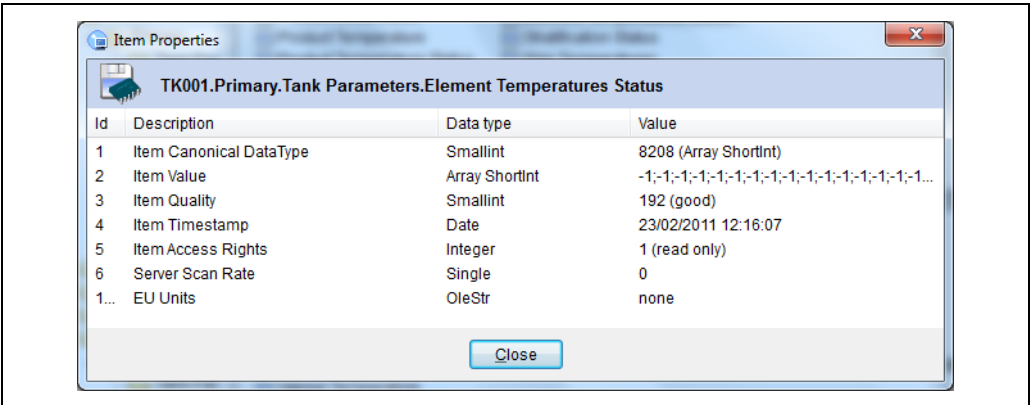 Item Properties
TK001.Primary.Tank Parameters.Element Temperatures Status
Id Description Data type Value
1 Item Canonical DataType Smallint 8208 (Array ShortInt)
2 Item Value Array ShortInt -1;-1;-1;-1;-1;-1;-1;-1;-1;-1;-1;-1;-1;-1;-1;-1...
3 Item Quality Smallint 192 (good)
4 Item Timestamp Date 23/02/2011 12:16:07
5 Item Access Rights Integer 1 (read only)
6 Server Scan Rate Single 0
1... EU Units OleStr none
Close